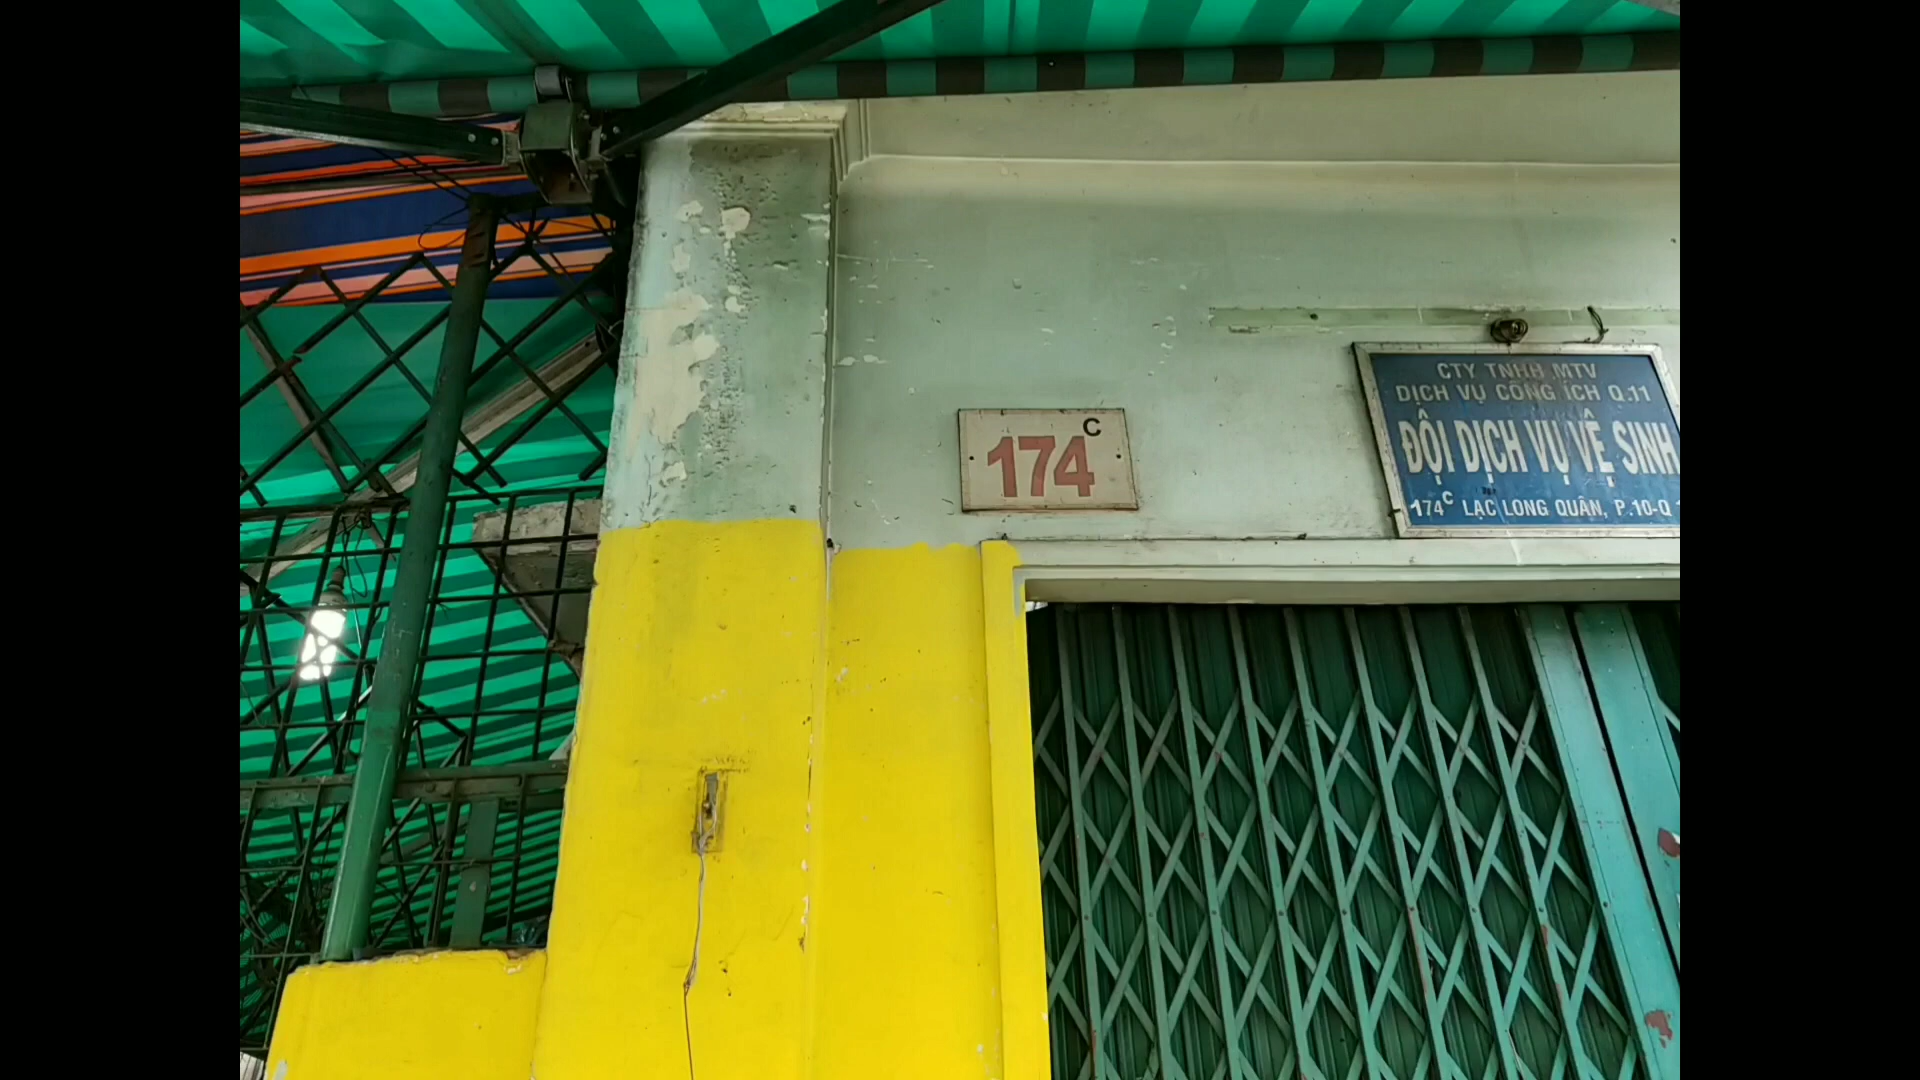 174C
CTY TNHH MTV
DỊCH VỤ CÔNG ÍCH Q.11
ĐỘI DỊCH VỤ VỆ SINH
174C LẠC LONG QUÂN, P.10-Q 1